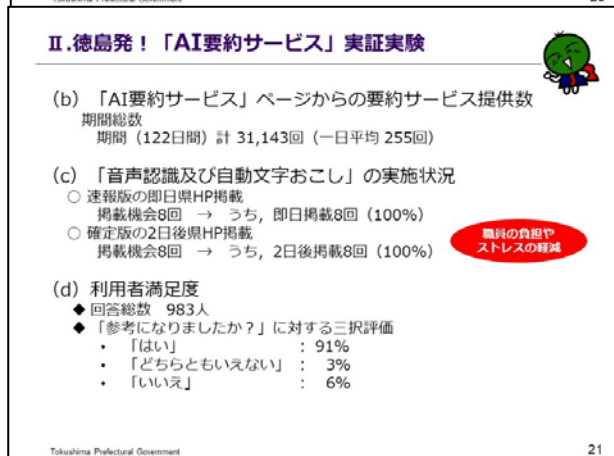 Tokushima Prefectural Government
20
Ⅱ.徳島発!「AI要約サービス」実証実験
(b) 「AI要約サービス」ページからの要約サービス提供数
期間総数
期間(122日間)計 31,143回(一日平均 255回)
(c) 「音声認識及び自動文字おこし」の実施状況
○ 速報版の即日県HP掲載
掲載機会8回 → うち,即日掲載8回(100%)
○ 確定版の2日後県HP掲載
掲載機会8回 → うち,2日後掲載8回(100%)
職員の負担や
ストレスの軽減
(d) 利用者満足度
◆ 回答総数 983人
◆ 「参考になりましたか?」に対する三択評価
・ 「はい」 : 91%
・ 「どちらともいえない」 : 3%
・ 「いいえ」 : 6%
Tokushima Prefectural Government
21